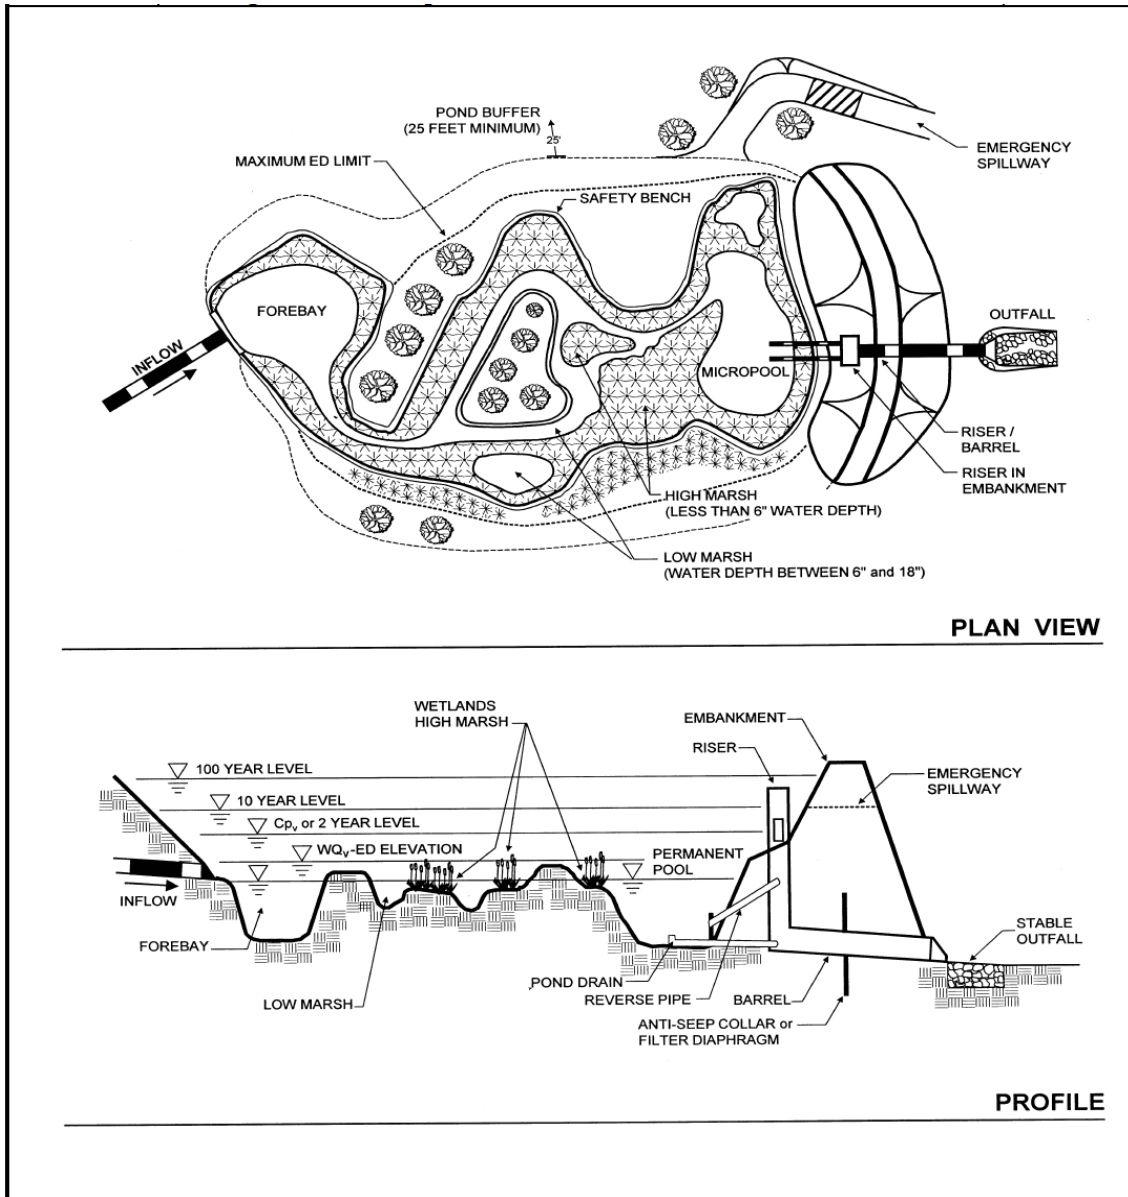 POND BUFFER
(25 FEET MINIMUM)
25'
MAXIMUM ED LIMIT
SAFETY BENCH
EMERGENCY
SPILLWAY
FOREBAY
INFLOW
OUTFALL
MICROPOOL
RISER /
BARREL
RISER IN
EMBANKMENT
HIGH MARSH
(LESS THAN 6" WATER DEPTH)
LOW MARSH
(WATER DEPTH BETWEEN 6" and 18")
PLAN VIEW
WETLANDS
HIGH MARSH
EMBANKMENT
RISER
100 YEAR LEVEL
EMERGENCY
SPILLWAY
10 YEAR LEVEL
Cpv or 2 YEAR LEVEL
WQv-ED ELEVATION
PERMANENT
POOL
INFLOW
FOREBAY
STABLE
OUTFALL
LOW MARSH
POND DRAIN
REVERSE PIPE
BARREL
ANTI-SEEP COLLAR or
FILTER DIAPHRAGM
PROFILE